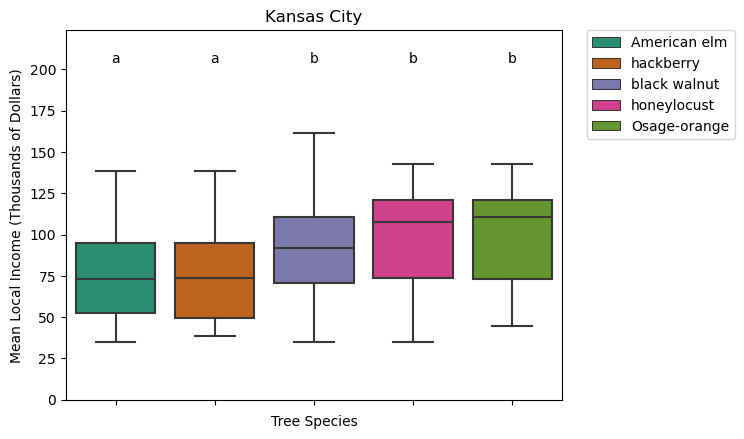 Kansas City
Mean Local Income (Thousands of Dollars)
200
175
150
125
100
75
50
25
0
a a b b b
Tree Species
American elm
hackberry
black walnut
honeylocust
Osage-orange